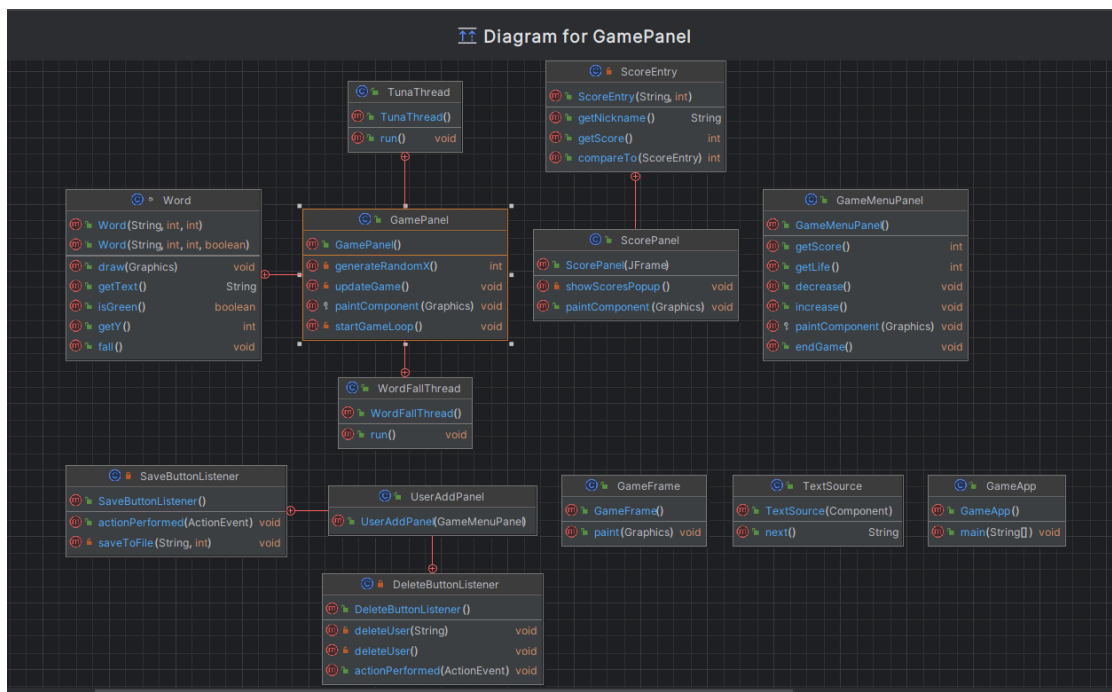 Diagram for GamePanel
TunaThread
TunaThread()
run() void
ScoreEntry
ScoreEntry(String, int)
getNickname() String
getScore() int
compareTo(ScoreEntry) int
Word
Word(String, int, int)
Word(String, int, int, boolean)
draw(Graphics) void
getText() String
isGreen() boolean
getY() int
fall() void
GamePanel
GamePanel()
generateRandomX() int
updateGame() void
paintComponent(Graphics) void
startGameLoop() void
ScorePanel
ScorePanel(JFrame)
showScoresPopup() void
paintComponent(Graphics) void
GameMenuPanel
GameMenuPanel()
getScore() int
getLife() int
decrease() void
increase() void
paintComponent(Graphics) void
endGame() void
WordFallThread
WordFallThread()
run() void
SaveButtonListener
SaveButtonListener()
actionPerformed(ActionEvent) void
saveToFile(String, int) void
UserAddPanel
UserAddPanel(GameMenuPanel)
GameFrame
GameFrame()
paint(Graphics) void
TextSource
TextSource(Component)
next() String
GameApp
GameApp()
main(String[]) void
DeleteButtonListener
DeleteButtonListener()
deleteUser(String) void
deleteUser() void
actionPerformed(ActionEvent) void